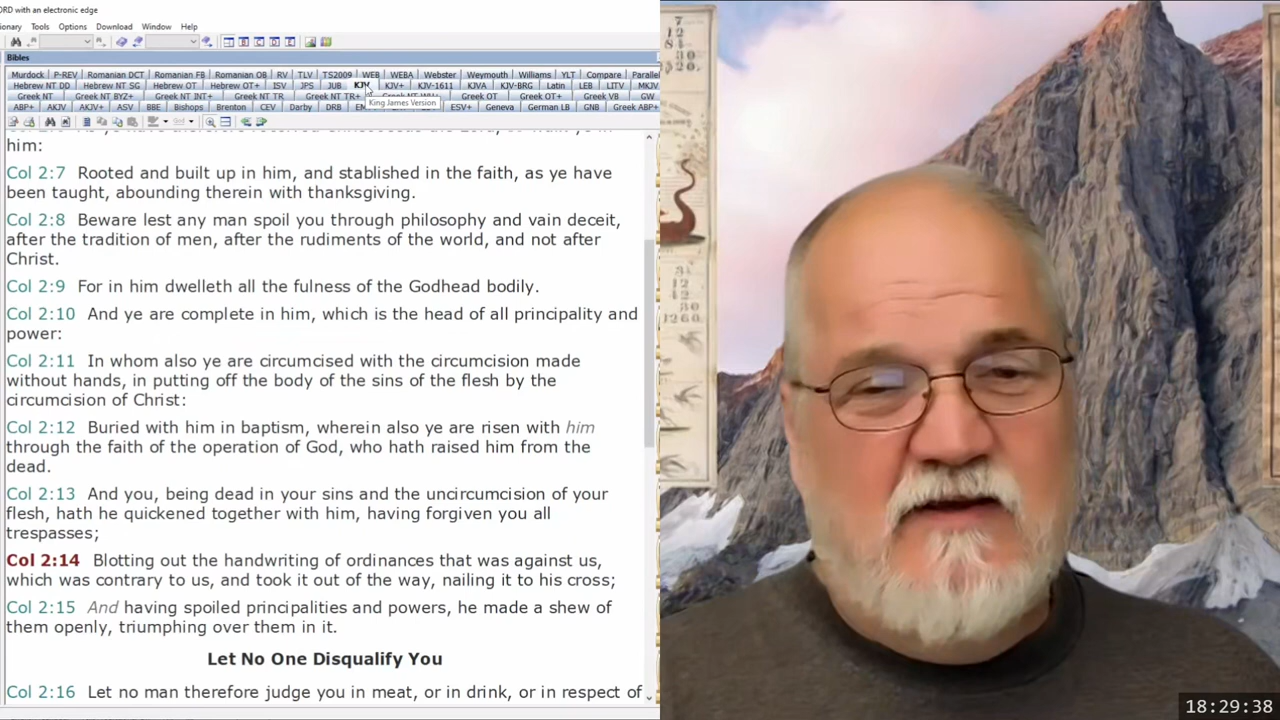 ORD with an electronic edge
ionary Tools Options Download Window Help
Bibles
Murdock P-REV Romanian DCT Romanian FB Romanian OB RV TLV TS2009 WEB WEBA Webster Weymouth Williams YLT Compare Parallel
Hebrew NT DD Hebrew NT SG Hebrew OT Hebrew OT+ ISV JPS JUB KJV KJV+ KJV-1611 KJVA KJV-BRG Latin LEB LITV MKJV
Greek NT Greek NT BYZ+ Greek NT INT+ Greek NT TR Greek NT TR+ Greek OT Greek OT+ Greek VB GW
King James Version
ABP+ AKJV AKJV+ ASV BBE Bishops Brenton CEV Darby DRB ESV+ Geneva German LB GNB Greek ABP+
him:
Col 2:7 Rooted and built up in him, and stablished in the faith, as ye have
been taught, abounding therein with thanksgiving.
Col 2:8 Beware lest any man spoil you through philosophy and vain deceit,
after the tradition of men, after the rudiments of the world, and not after
Christ.
Col 2:9 For in him dwelleth all the fulness of the Godhead bodily.
Col 2:10 And ye are complete in him, which is the head of all principality and
power:
Col 2:11 In whom also ye are circumcised with the circumcision made
without hands, in putting off the body of the sins of the flesh by the
circumcision of Christ:
Col 2:12 Buried with him in baptism, wherein also ye are risen with him
through the faith of the operation of God, who hath raised him from the
dead.
Col 2:13 And you, being dead in your sins and the uncircumcision of your
flesh, hath he quickened together with him, having forgiven you all
trespasses;
Col 2:14 Blotting out the handwriting of ordinances that was against us,
which was contrary to us, and took it out of the way, nailing it to his cross;
Col 2:15 And having spoiled principalities and powers, he made a shew of
them openly, triumphing over them in it.
Let No One Disqualify You
Col 2:16 Let no man therefore judge you in meat, or in drink, or in respect of
7
12
30
12
42
30
1260
18:29:38